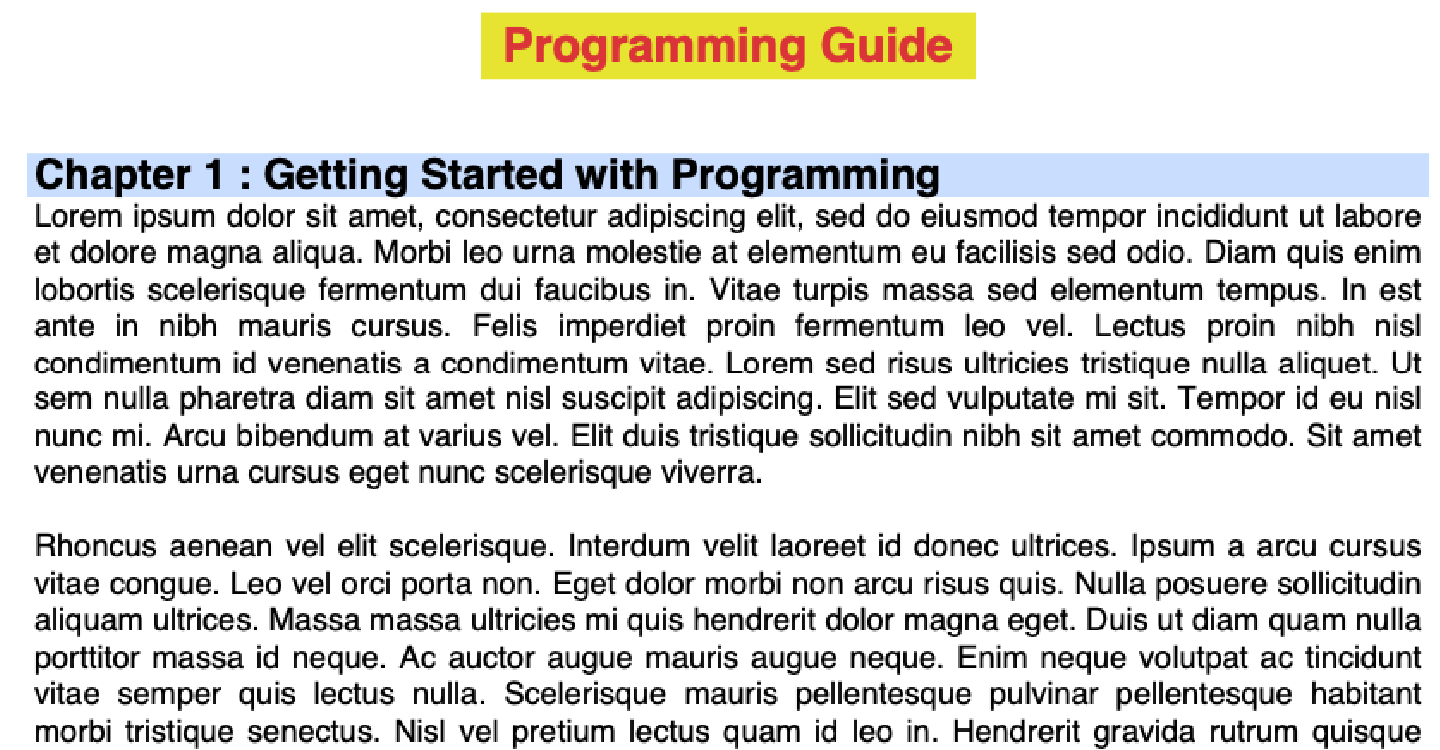 Programming Guide
Chapter 1 : Getting Started with Programming
Lorem ipsum dolor sit amet, consectetur adipiscing elit, sed do eiusmod tempor incididunt ut labore
et dolore magna aliqua. Morbi leo urna molestie at elementum eu facilisis sed odio. Diam quis enim
lobortis scelerisque fermentum dui faucibus in. Vitae turpis massa sed elementum tempus. In est
ante in nibh mauris cursus. Felis imperdiet proin fermentum leo vel. Lectus proin nibh nisl
condimentum id venenatis a condimentum vitae. Lorem sed risus ultricies tristique nulla aliquet. Ut
sem nulla pharetra diam sit amet nisl suscipit adipiscing. Elit sed vulputate mi sit. Tempor id eu nisl
nunc mi. Arcu bibendum at varius vel. Elit duis tristique sollicitudin nibh sit amet commodo. Sit amet
venenatis urna cursus eget nunc scelerisque viverra.
Rhoncus aenean vel elit scelerisque. Interdum velit laoreet id donec ultrices. Ipsum a arcu cursus
vitae congue. Leo vel orci porta non. Eget dolor morbi non arcu risus quis. Nulla posuere sollicitudin
aliquam ultrices. Massa massa ultricies mi quis hendrerit dolor magna eget. Duis ut diam quam nulla
porttitor massa id neque. Ac auctor augue mauris augue neque. Enim neque volutpat ac tincidunt
vitae semper quis lectus nulla. Scelerisque mauris pellentesque pulvinar pellentesque habitant
morbi tristique senectus. Nisl vel pretium lectus quam id leo in. Hendrerit gravida rutrum quisque